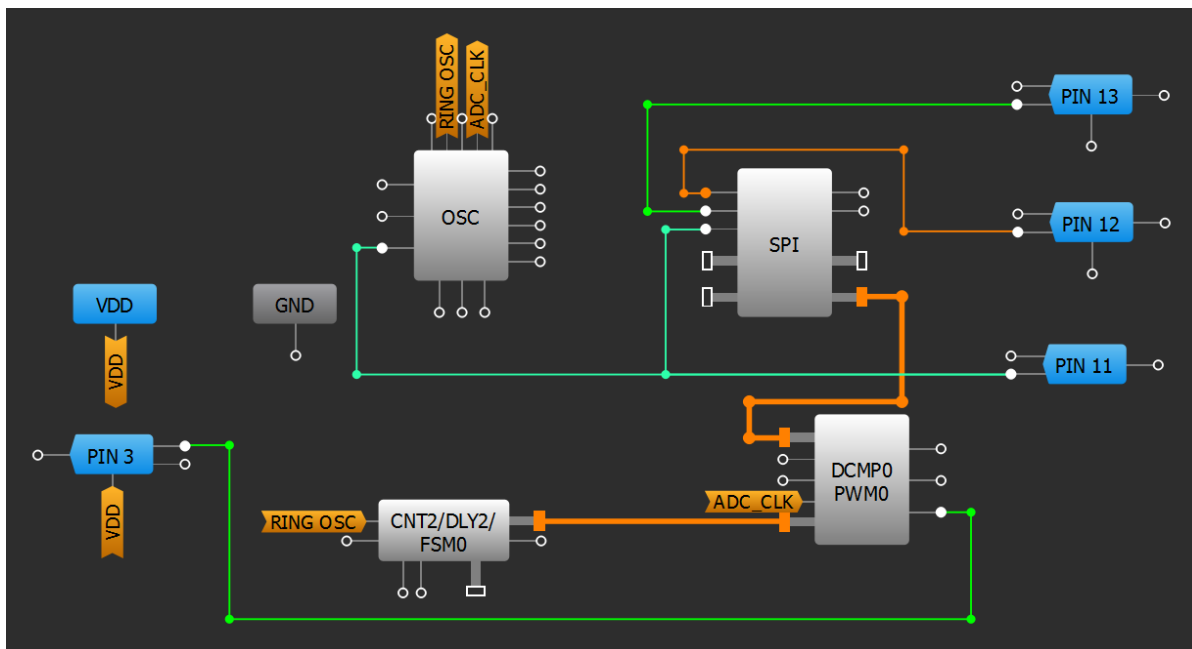 RING OSC
ADC_CLK
PIN 13
OSC
SPI
PIN 12
VDD
GND
VDD
PIN 11
PIN 3
DCMP0
PWM0
ADC_CLK
VDD
RING OSC
CNT2/DLY2/
FSM0